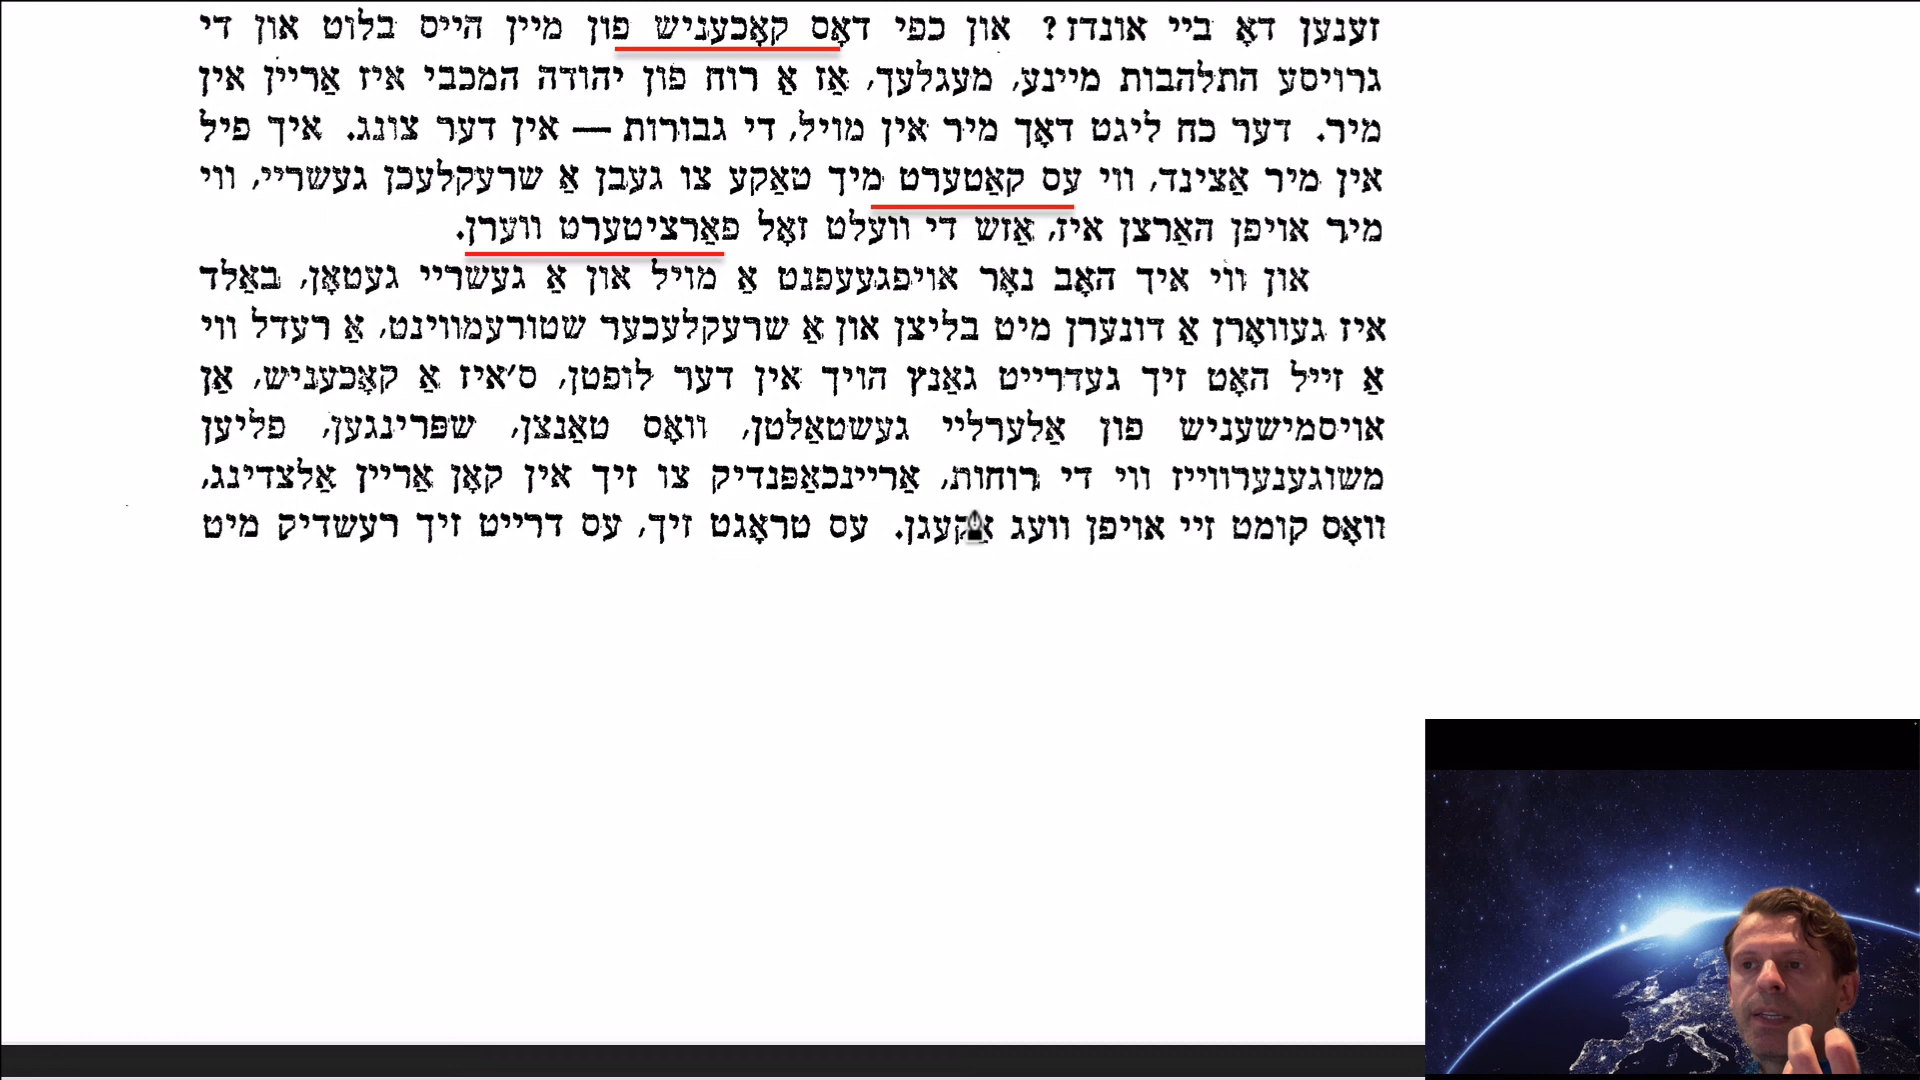 זענען דאָ ביי אונדז? און כפי דאָס קאָכעניש פון מיין הייס בלוט און די
גרויסע התלהבות מיינע, מעגלעך, אַז אַ רוח פון יהודה המכבי איז אַריין אין
מיר. דער כח ליגט דאָך מיר אין מויל, די גבורות — אין דער צונג. איך פיל
אין מיר אַצינד, ווי עס קאַטערט מיך טאַקע צו געבן אַ שרעקלעכן געשריי, ווי
מיר אויפן האַרצן איז, אַזש די וועלט זאָל פאַרציטערט ווערן.
און ווי איך האָב נאָר אויפגעעפנט אַ מויל און אַ געשריי געטאָן, באַלד
איז געוואָרן אַ דונערן מיט בליצן און אַ שרעקלעכער שטורעמווינט, אַ רעדל ווי
אַ זייל האָט זיך געדרייט גאַנץ הויך אין דער לופטן, ס'איז אַ קאָכעניש, אַן
אויסמישעניש פון אַלערליי געשטאַלטן, וואָס טאַנצן, שפּרינגען, פליען
משוגענערווייז ווי די רוחות, אַריינכאַפּנדיק צו זיך אין קאָן אַריין אַלצדינג,
וואָס קומט זיי אויפן וועג אַקעגן. עס טראָגט זיך, עס דרייט זיך רעשדיק מיט